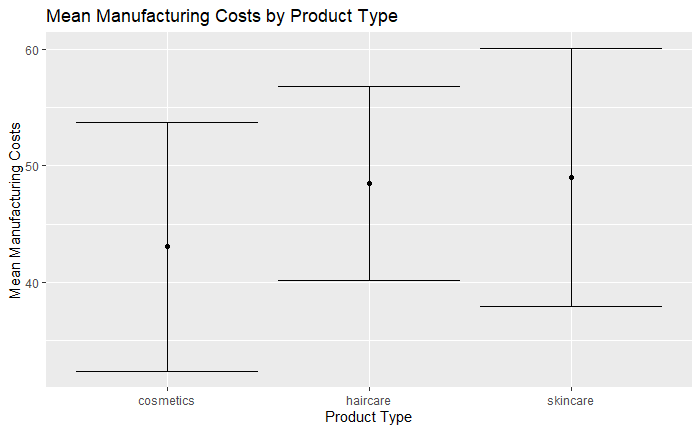 Mean Manufacturing Costs by Product Type
Mean Manufacturing Costs
60
50
40
cosmetics haircare skincare
Product Type